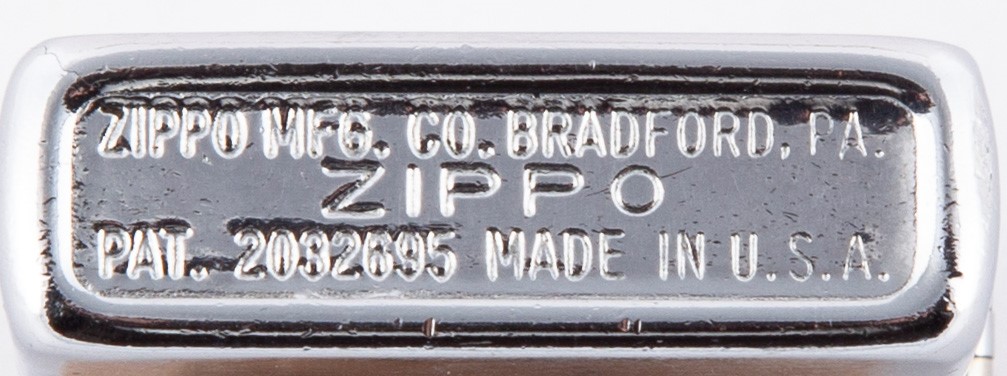 ZIPPO MFG. CO. BRADFORD, PA.
ZIPPO
PAT. 2032695 MADE IN U.S.A.